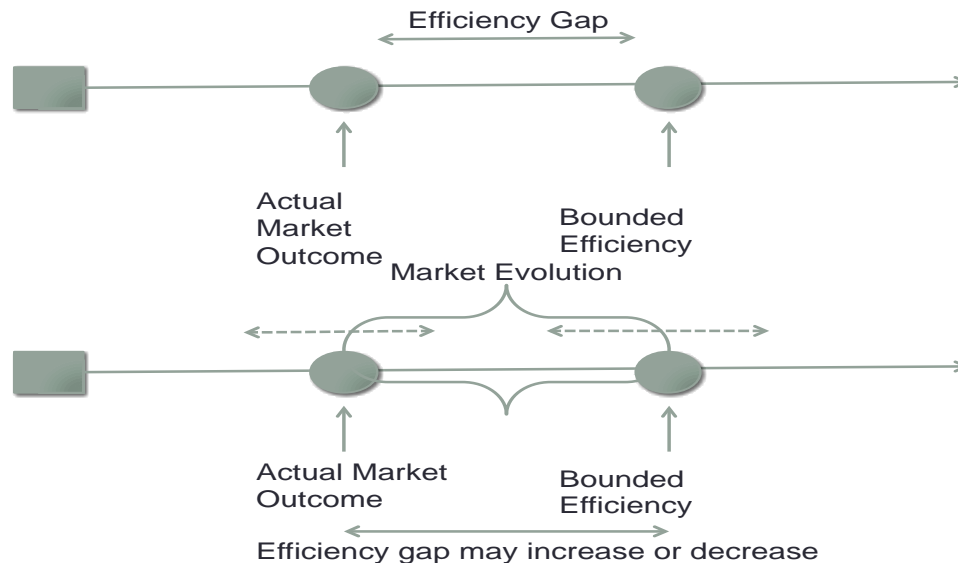 Efficiency Gap
Actual
Market
Outcome
Bounded
Efficiency
Market Evolution
Actual Market
Outcome
Bounded
Efficiency
Efficiency gap may increase or decrease